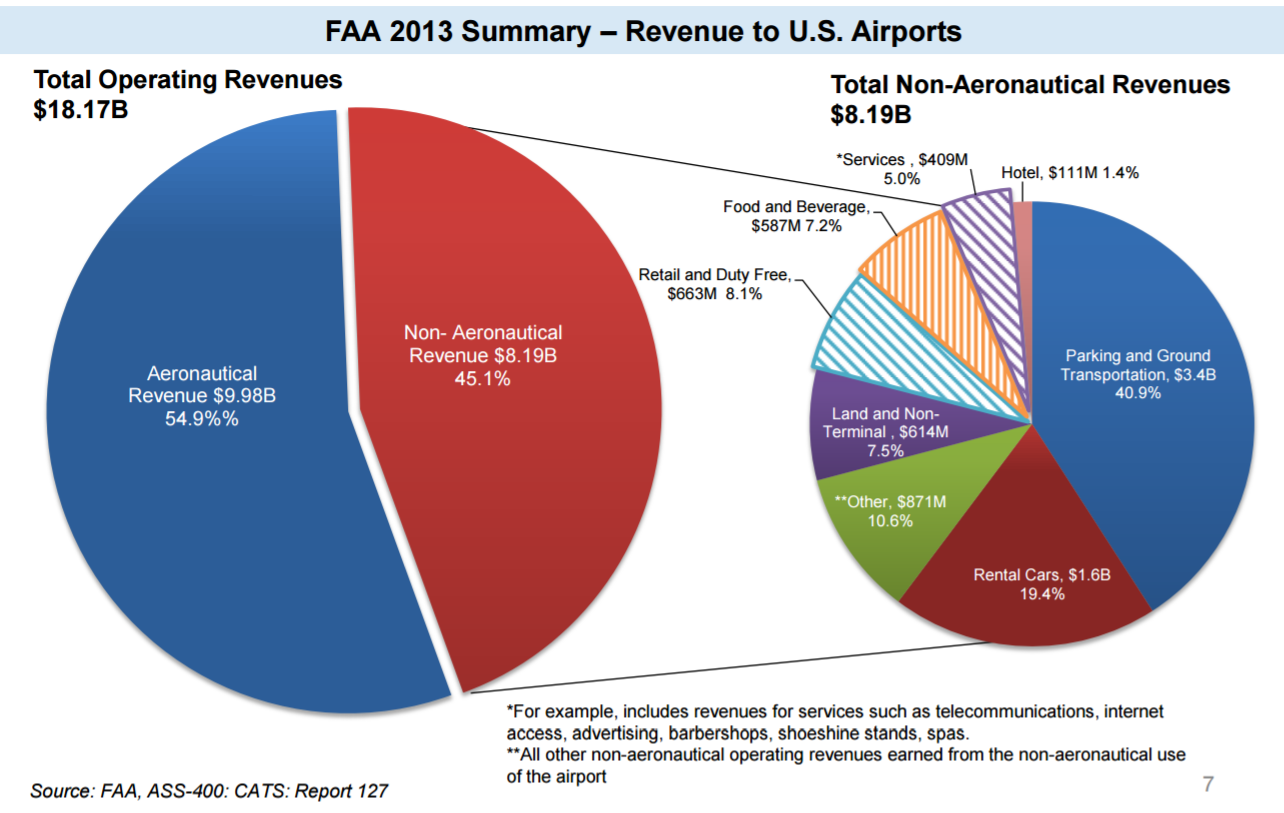 FAA 2013 Summary – Revenue to U.S. Airports
Total Operating Revenues
$18.17B
Aeronautical
Revenue $9.98B
54.9%%
Non- Aeronautical
Revenue $8.19B
45.1%
Total Non-Aeronautical Revenues
$8.19B
*Services , $409M
5.0%
Hotel, $111M 1.4%
Food and Beverage,
$587M 7.2%
Retail and Duty Free,
$663M 8.1%
Parking and Ground
Transportation, $3.4B
40.9%
Land and Non-
Terminal , $614M
7.5%
**Other, $871M
10.6%
Rental Cars, $1.6B
19.4%
*For example, includes revenues for services such as telecommunications, internet
access, advertising, barbershops, shoeshine stands, spas.
**All other non-aeronautical operating revenues earned from the non-aeronautical use
of the airport
Source: FAA, ASS-400: CATS: Report 127
7